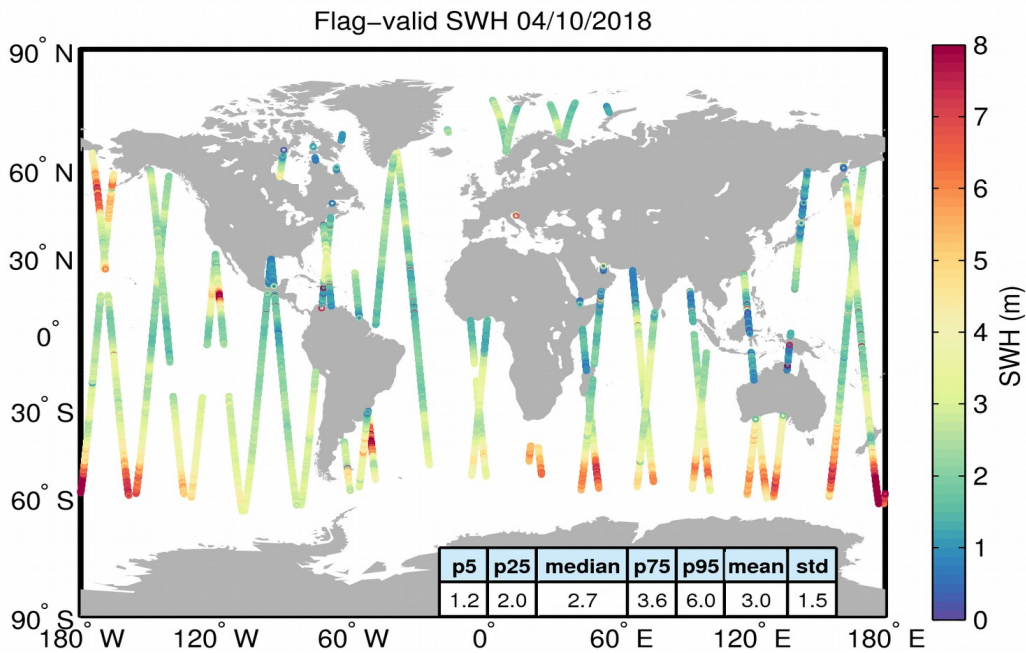 Flag−valid SWH 04/10/2018
90° N
60° N
30° N
0°
30° S
60° S
90° S
180° W
120° W
60° W
0°
60° E
120° E
180° E
p5 p25 median p75 p95 mean std
1.2 2.0 2.7 3.6 6.0 3.0 1.5
8
7
6
5
4
3
2
1
0
SWH (m)